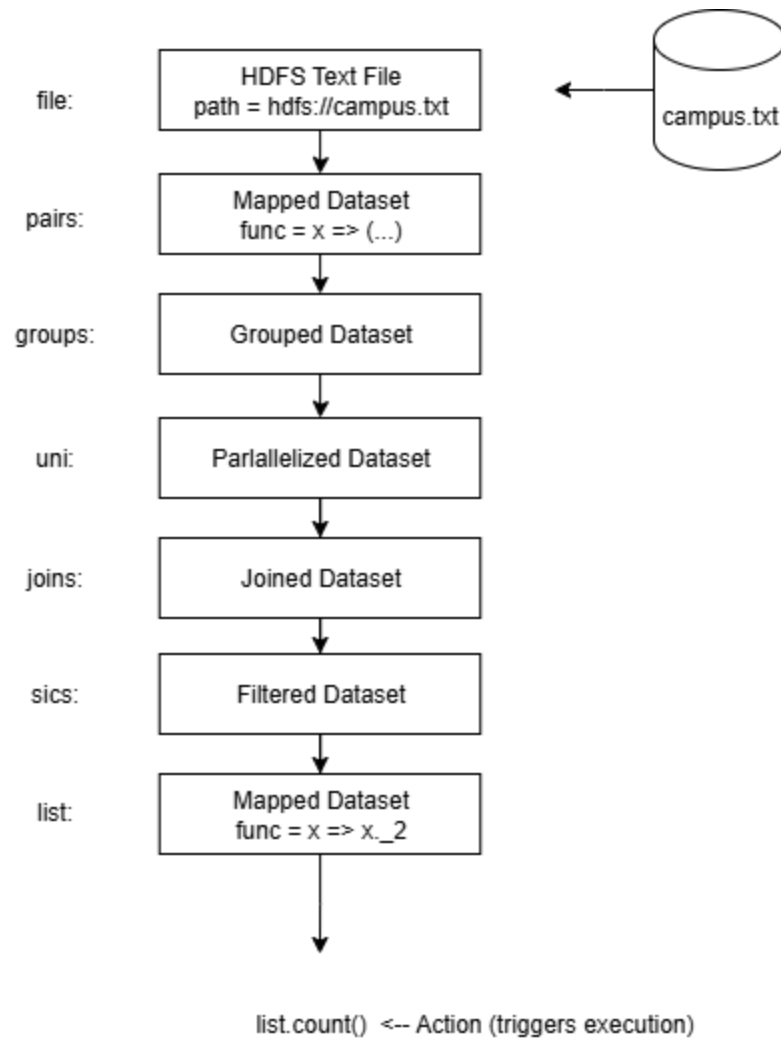 file:
HDFS Text File
path = hdfs://campus.txt
campus.txt
pairs:
Mapped Dataset
func = x => (...)
groups:
Grouped Dataset
uni:
Parlallelized Dataset
joins:
Joined Dataset
sics:
Filtered Dataset
list:
Mapped Dataset
func = x => x._2
list.count() <-- Action (triggers execution)